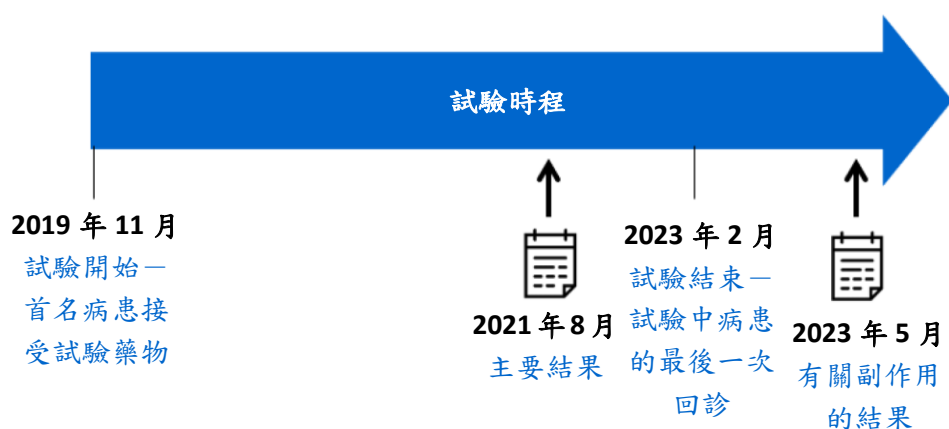 試驗時程
2019 年 11 月
試驗開始－
首名病患接
受試驗藥物
2021 年 8 月
主要結果
2023 年 2 月
試驗結束－
試驗中病患
的最後一次
回診
2023 年 5 月
有關副作用
的結果